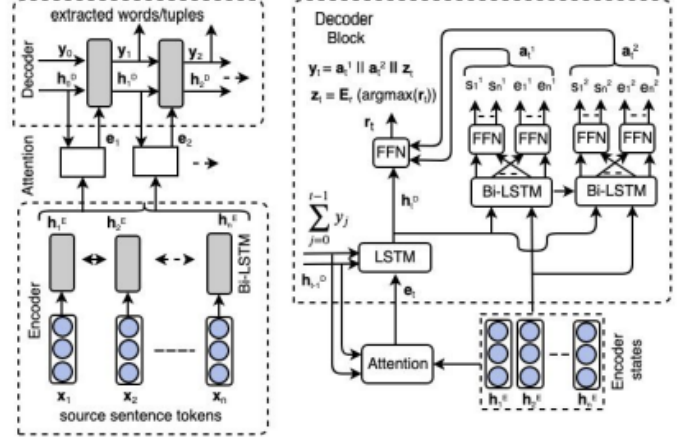 extracted words/tuples
Decoder
y₀ y₁ y₂
h₀ᴰ h₁ᴰ h₂ᴰ
e₁ e₂
Attention
h₁ᴱ h₂ᴱ hₙᴱ
Encoder
Bi-LSTM
x₁ x₂ xₙ
source sentence tokens
Decoder
Block
yₜ = aₜ¹ || aₜ² || zₜ
zₜ = Eᵣ (argmax(rₜ))
rₜ
FFN
aₜ¹ aₜ²
s₁¹ sₙ¹ e₁¹ eₙ¹ s₁² sₙ² e₁² eₙ²
FFN FFN FFN FFN
Bi-LSTM Bi-LSTM
hₜᴰ
t−1
∑ yⱼ
j=0
LSTM
hₜ₋₁ᴰ
eₜ
Attention
h₁ᴱ h₂ᴱ hₙᴱ
Encoder
states